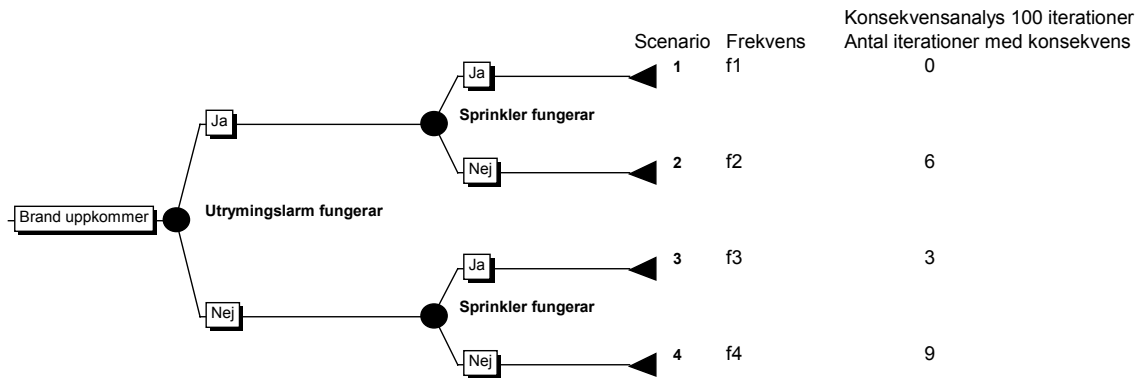 Konsekvensanalys 100 iterationer
Scenario Frekvens Antal iterationer med konsekvens
Ja 1 f1 0
Sprinkler fungerar
Ja
Nej 2 f2 6
Brand uppkommer Utrymingslarm fungerar
Ja 3 f3 3
Sprinkler fungerar
Nej
Nej 4 f4 9